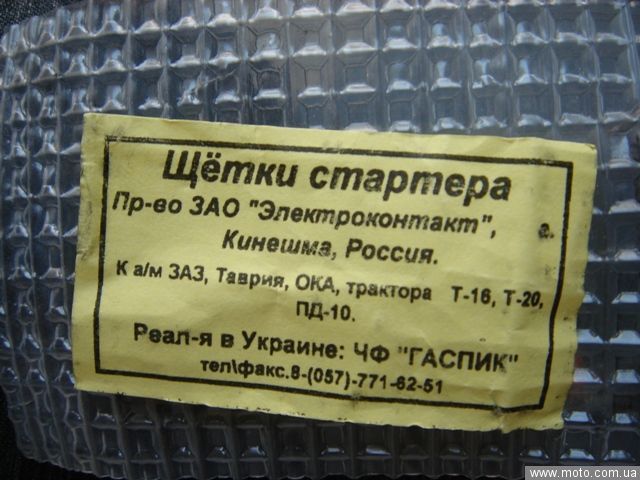 Щётки стартера
Пр-во ЗАО "Электроконтакт", г.
Кинешма, Россия.
К а/м ЗАЗ, Таврия, ОКА, трактора Т-16, Т-20,
ПД-10.
Реал-я в Украине: ЧФ "ГАСПИК"
тел\факс.8-(057)-771-62-51
www.moto.com.ua